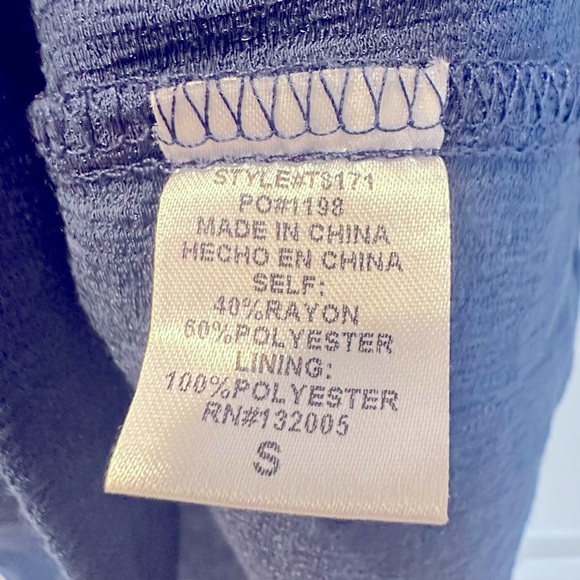 STYLE#T8171
PO#1198
MADE IN CHINA
HECHO EN CHINA
SELF:
40%RAYON
60%POLYESTER
LINING:
100%POLYESTER
RN#132005
S